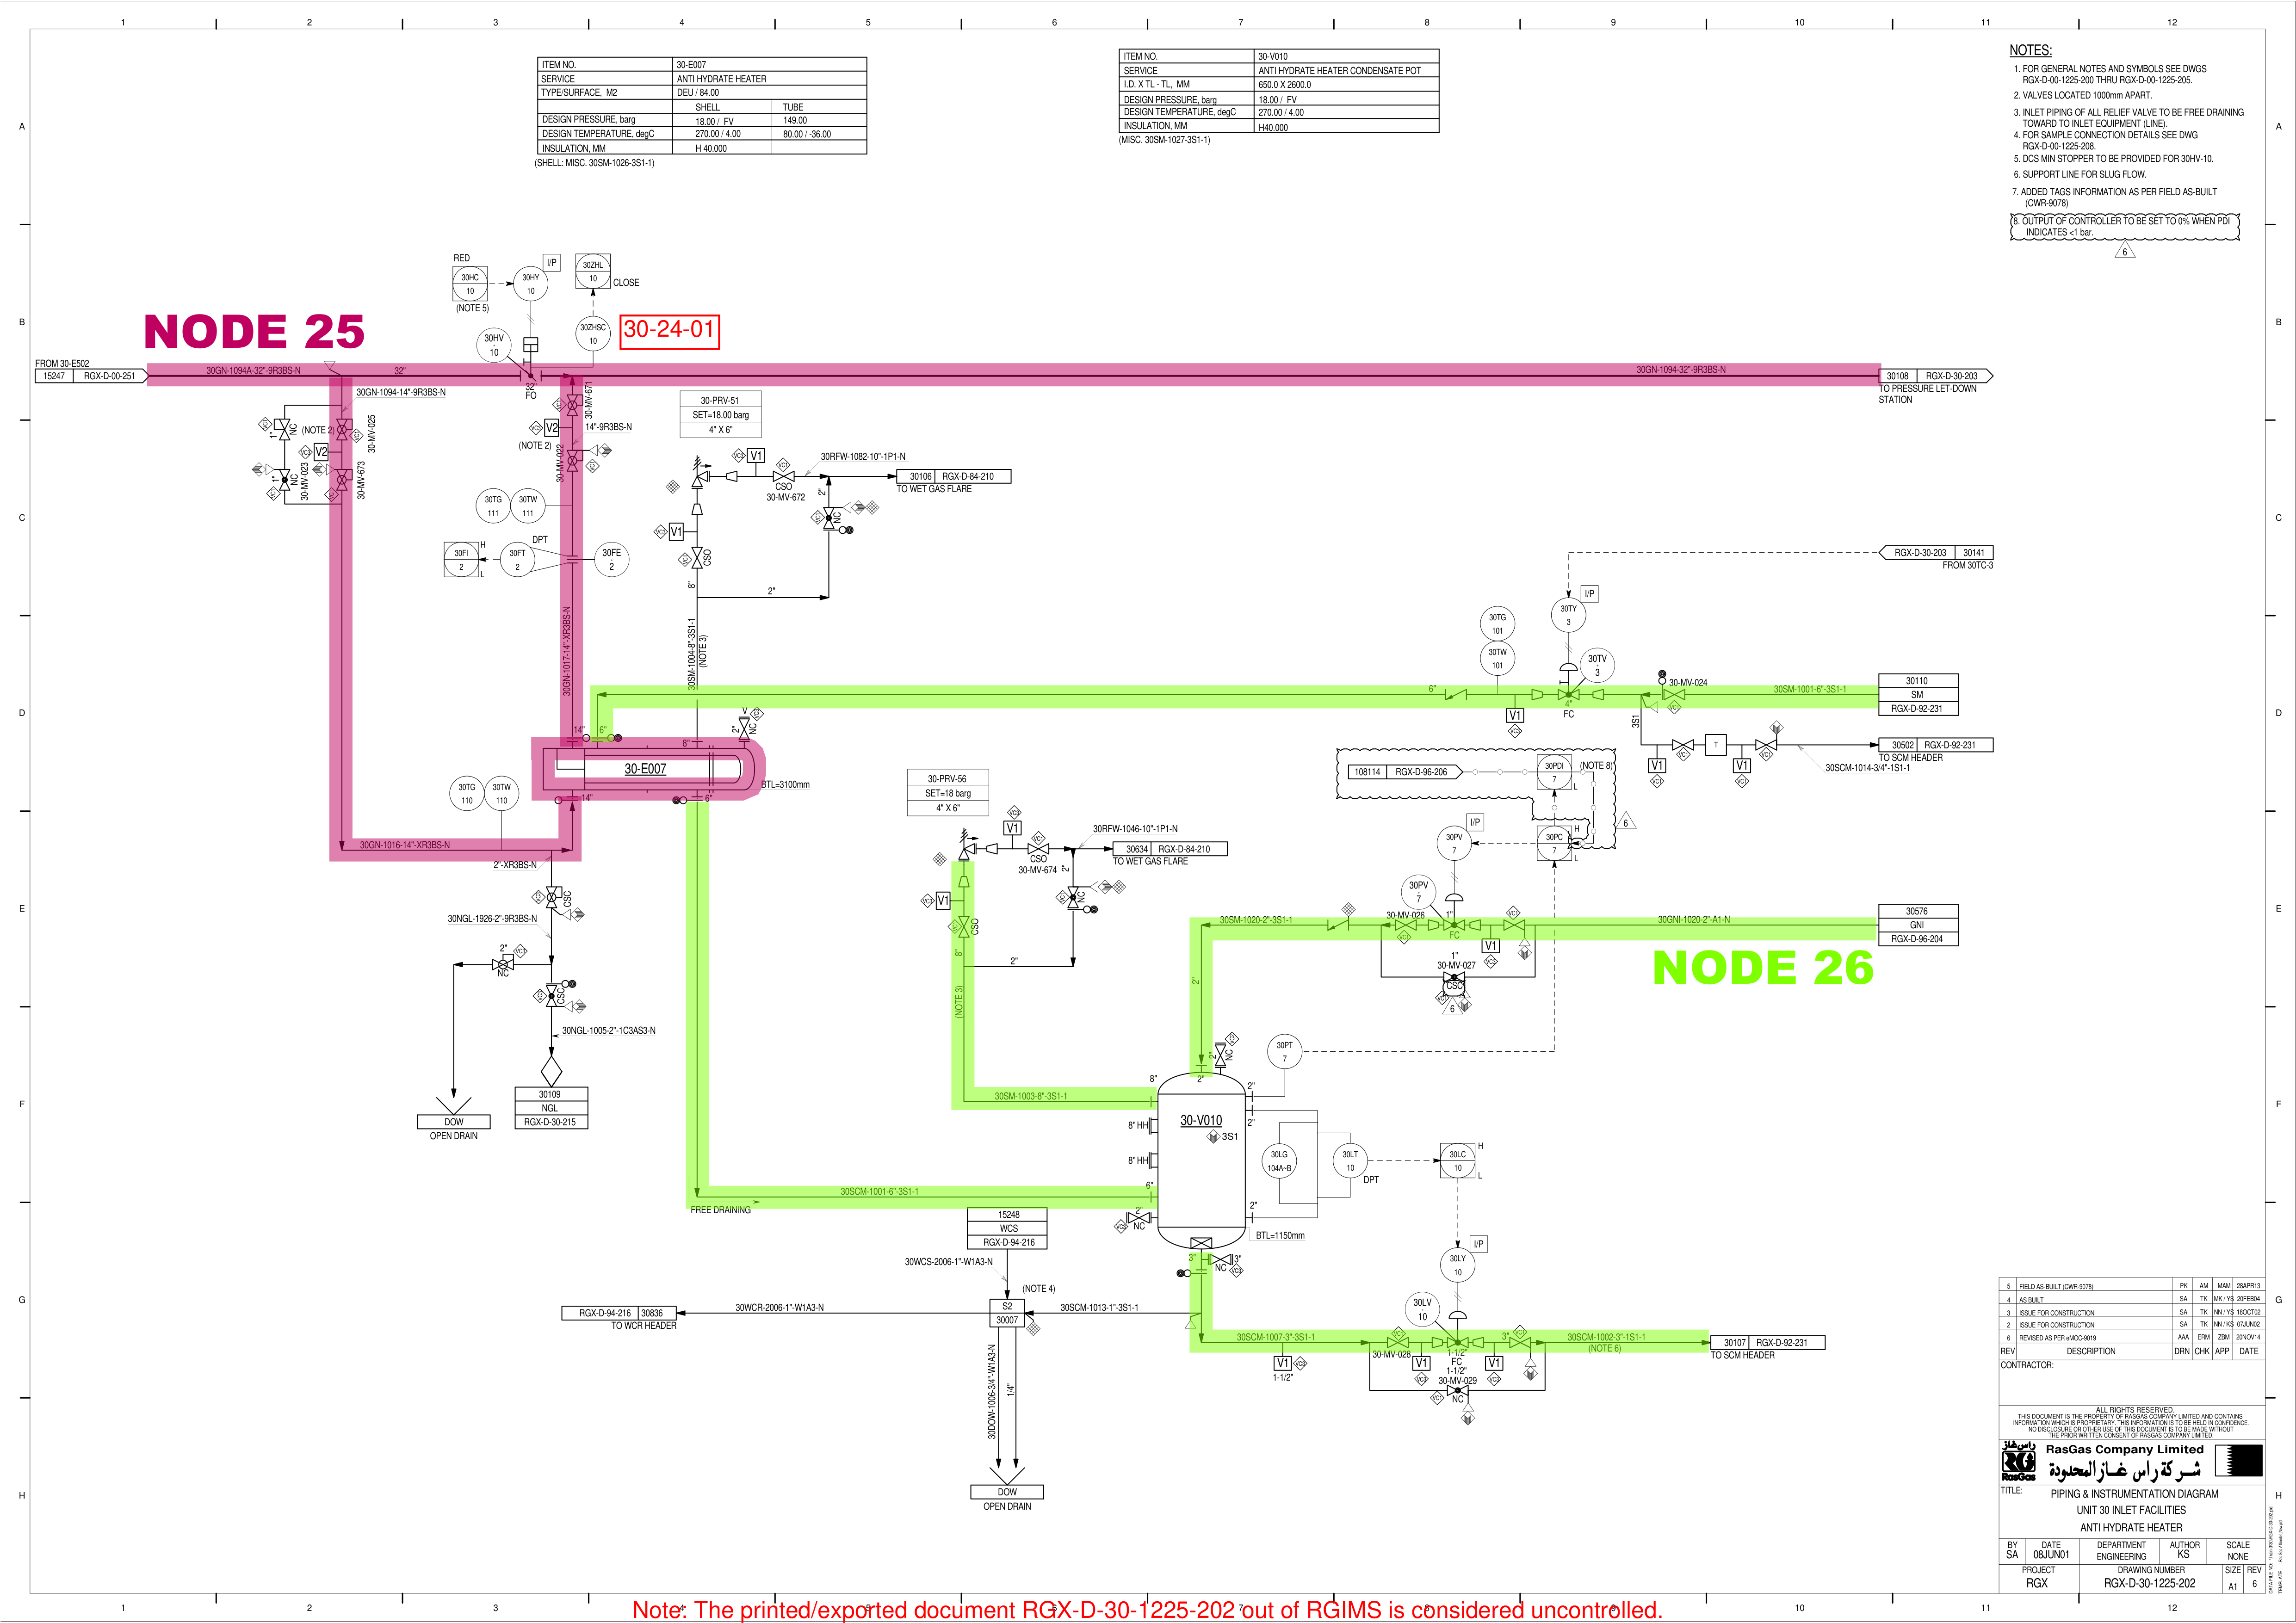 1 2 3 4 5 6 7 8 9 10 11 12
A
B
C
D
E
F
G
H
ITEM NO. 30-E007
SERVICE ANTI HYDRATE HEATER
TYPE/SURFACE, M2 DEU / 84.00
SHELL TUBE
DESIGN PRESSURE, barg 18.00 / FV 149.00
DESIGN TEMPERATURE, degC 270.00 / 4.00 80.00 / -36.00
INSULATION, MM H 40.000
(SHELL: MISC. 30SM-1026-3S1-1)
ITEM NO. 30-V010
SERVICE ANTI HYDRATE HEATER CONDENSATE POT
I.D. X TL - TL, MM 650.0 X 2600.0
DESIGN PRESSURE, barg 18.00 / FV
DESIGN TEMPERATURE, degC 270.00 / 4.00
INSULATION, MM H40.000
(MISC. 30SM-1027-3S1-1)
NOTES:
1. FOR GENERAL NOTES AND SYMBOLS SEE DWGS
RGX-D-00-1225-200 THRU RGX-D-00-1225-205.
2. VALVES LOCATED 1000mm APART.
3. INLET PIPING OF ALL RELIEF VALVE TO BE FREE DRAINING
TOWARD TO INLET EQUIPMENT (LINE).
4. FOR SAMPLE CONNECTION DETAILS SEE DWG
RGX-D-00-1225-208.
5. DCS MIN STOPPER TO BE PROVIDED FOR 30HV-10.
6. SUPPORT LINE FOR SLUG FLOW.
7. ADDED TAGS INFORMATION AS PER FIELD AS-BUILT
(CWR-9078)
8. OUTPUT OF CONTROLLER TO BE SET TO 0% WHEN PDI
INDICATES <1 bar.
6
RED
30HC 10
(NOTE 5)
30HY 10
I/P
30ZHL 10
CLOSE
30HV - 10
30ZHSC 10
30-24-01
NODE 25
FROM 30-E502
15247 RGX-D-00-251
30GN-1094A-32"-9R3BS-N
32"
32"
FO
30GN-1094-32"-9R3BS-N
30108 RGX-D-30-203
TO PRESSURE LET-DOWN
STATION
30GN-1094-14"-9R3BS-N
1" NC
(NOTE 2)
V2
30-MV-025
1" NC
30-MV-023
30-MV-673
30-MV-671
V2
14"-9R3BS-N
(NOTE 2)
30-MV-022
30TG 111
30TW 111
30FI 2
H
L
30FT 2
DPT
30FE 2
30GN-1017-14"-XR3BS-N
30-PRV-51
SET=18.00 barg
4" X 6"
V1
CSO
30-MV-672
30RFW-1082-10"-1P1-N
30106 RGX-D-84-210
TO WET GAS FLARE
2"
NC
V1
CSO
8"
2"
30SM-1004-8"-3S1-1
(NOTE 3)
RGX-D-30-203 30141
FROM 30TC-3
I/P
30TY 3
30TG 101
30TW 101
30TV - 3
30-MV-024
6"
V1
4"
FC
30SM-1001-6"-3S1-1
30110
SM
RGX-D-92-231
3S1
V1
T
V1
30502 RGX-D-92-231
TO SCM HEADER
30SCM-1014-3/4"-1S1-1
14" 6" 8" 2" NC V
30-E007
BTL=3100mm
14" 6"
30TG 110
30TW 110
30GN-1016-14"-XR3BS-N
2"-XR3BS-N
CSC
30NGL-1926-2"-9R3BS-N
2"
NC
CSC
30NGL-1005-2"-1C3AS3-N
DOW
OPEN DRAIN
30109
NGL
RGX-D-30-215
30-PRV-56
SET=18 barg
4" X 6"
V1
CSO
30-MV-674
30RFW-1046-10"-1P1-N
30634 RGX-D-84-210
TO WET GAS FLARE
2"
NC
V1
CSO
8"
2"
(NOTE 3)
108114 RGX-D-96-206
30PDI 7
(NOTE 8)
L
6
30PC 7
H
L
I/P
30PV 7
30PV - 7
30SM-1020-2"-3S1-1
30-MV-026
1"
FC
V1
30GNI-1020-2"-A1-N
30576
GNI
RGX-D-96-204
1"
30-MV-027
CSC
6
NODE 26
2"
2" NC
30PT 7
8" 2" 2"
30SM-1003-8"-3S1-1
30-V010
3S1
2"
8" HH
8" HH
30LG 104A~B
30LT 10
DPT
30LC 10
H
L
6"
30SCM-1001-6"-3S1-1
FREE DRAINING
2"
NC
2"
BTL=1150mm
15248
WCS
RGX-D-94-216
30WCS-2006-1"-W1A3-N
3"
3"
NC
I/P
30LY 10
30LV - 10
(NOTE 4)
S2
30007
RGX-D-94-216 30836
TO WCR HEADER
30WCR-2006-1"-W1A3-N
30SCM-1013-1"-3S1-1
30SCM-1007-3"-3S1-1
V1
1-1/2"
30-MV-028
V1
1-1/2"
FC
V1
3"
30SCM-1002-3"-1S1-1
(NOTE 6)
30107 RGX-D-92-231
TO SCM HEADER
1-1/2"
30-MV-029
NC
30DOW-1006-3/4"-W1A3-N
1/4"
DOW
OPEN DRAIN
5 FIELD AS-BUILT (CWR-9078) PK AM MAM 28APR13
4 AS BUILT SA TK MK / YS 20FEB04
3 ISSUE FOR CONSTRUCTION SA TK NN / YS 18OCT02
2 ISSUE FOR CONSTRUCTION SA TK NN / KS 07JUN02
6 REVISED AS PER eMOC-9019 AAA ERM ZBM 20NOV14
REV DESCRIPTION DRN CHK APP DATE
CONTRACTOR:
ALL RIGHTS RESERVED.
THIS DOCUMENT IS THE PROPERTY OF RASGAS COMPANY LIMITED AND CONTAINS
INFORMATION WHICH IS PROPRIETARY. THIS INFORMATION IS TO BE HELD IN CONFIDENCE.
NO DISCLOSURE OR OTHER USE OF THIS DOCUMENT IS TO BE MADE WITHOUT
THE PRIOR WRITTEN CONSENT OF RASGAS COMPANY LIMITED.
راس غاز
RasGas
RasGas Company Limited
شركة راس غاز المحدودة
TITLE:
PIPING & INSTRUMENTATION DIAGRAM
UNIT 30 INLET FACILITIES
ANTI HYDRATE HEATER
BY DATE DEPARTMENT AUTHOR SCALE
SA 08JUN01 ENGINEERING KS NONE
PROJECT DRAWING NUMBER SIZE REV
RGX RGX-D-30-1225-202 A1 6
1 2 3 4 5 6 7 8 9 10 11 12
Note: The printed/exported document RGX-D-30-1225-202 out of RGIMS is considered uncontrolled.